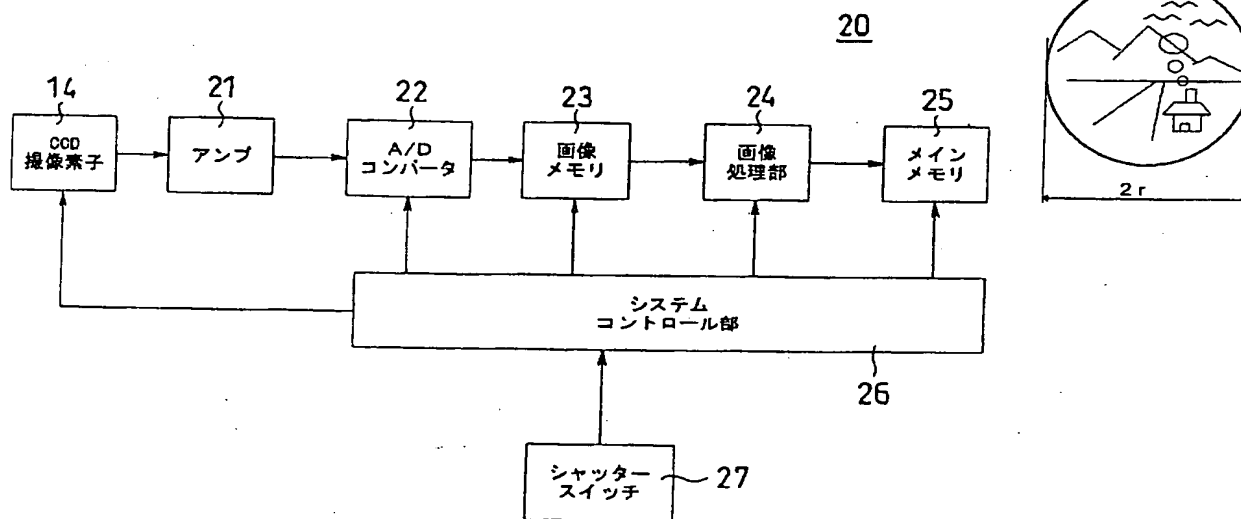 20
14
21
22
23
24
25
CCD
撮像素子
アンプ
A/D
コンバータ
画像
メモリ
画像
処理部
メイン
メモリ
2r
システム
コントロール部
26
シャッター
スイッチ
27